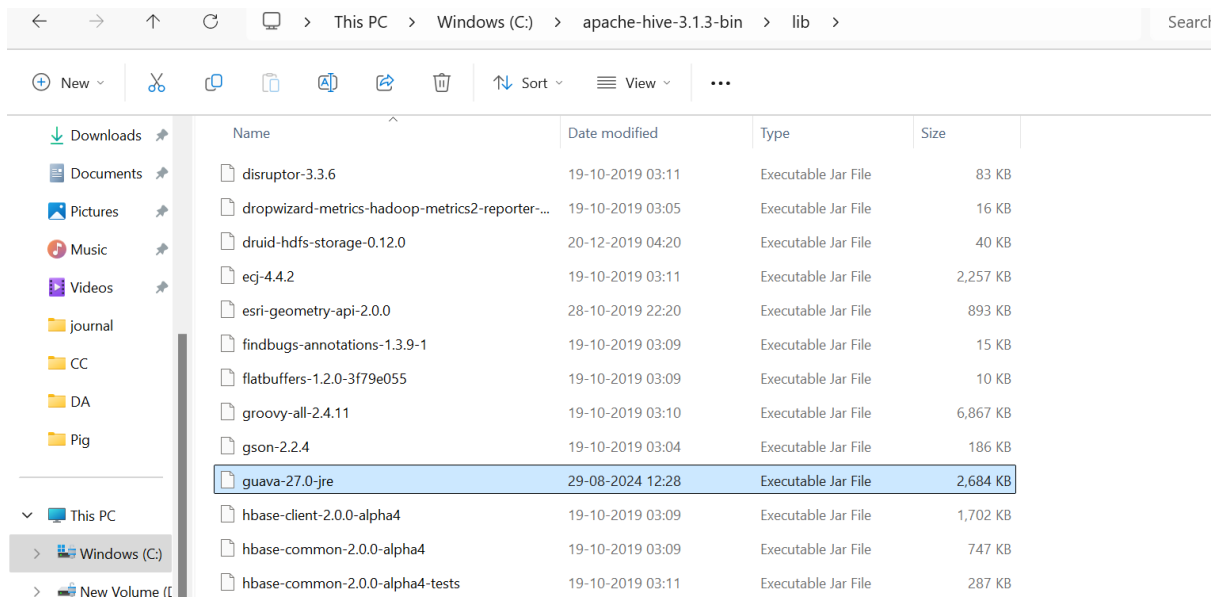 This PC > Windows (C:) > apache-hive-3.1.3-bin > lib > Search
New Sort View ...
Name Date modified Type Size
Downloads
Documents
Pictures
Music
Videos
journal
CC
DA
Pig
This PC
Windows (C:)
New Volume (
disruptor-3.3.6 19-10-2019 03:11 Executable Jar File 83 KB
dropwizard-metrics-hadoop-metrics2-reporter-... 19-10-2019 03:05 Executable Jar File 16 KB
druid-hdfs-storage-0.12.0 20-12-2019 04:20 Executable Jar File 40 KB
ecj-4.4.2 19-10-2019 03:11 Executable Jar File 2,257 KB
esri-geometry-api-2.0.0 28-10-2019 22:20 Executable Jar File 893 KB
findbugs-annotations-1.3.9-1 19-10-2019 03:09 Executable Jar File 15 KB
flatbuffers-1.2.0-3f79e055 19-10-2019 03:09 Executable Jar File 10 KB
groovy-all-2.4.11 19-10-2019 03:10 Executable Jar File 6,867 KB
gson-2.2.4 19-10-2019 03:04 Executable Jar File 186 KB
guava-27.0-jre 29-08-2024 12:28 Executable Jar File 2,684 KB
hbase-client-2.0.0-alpha4 19-10-2019 03:09 Executable Jar File 1,702 KB
hbase-common-2.0.0-alpha4 19-10-2019 03:09 Executable Jar File 747 KB
hbase-common-2.0.0-alpha4-tests 19-10-2019 03:11 Executable Jar File 287 KB